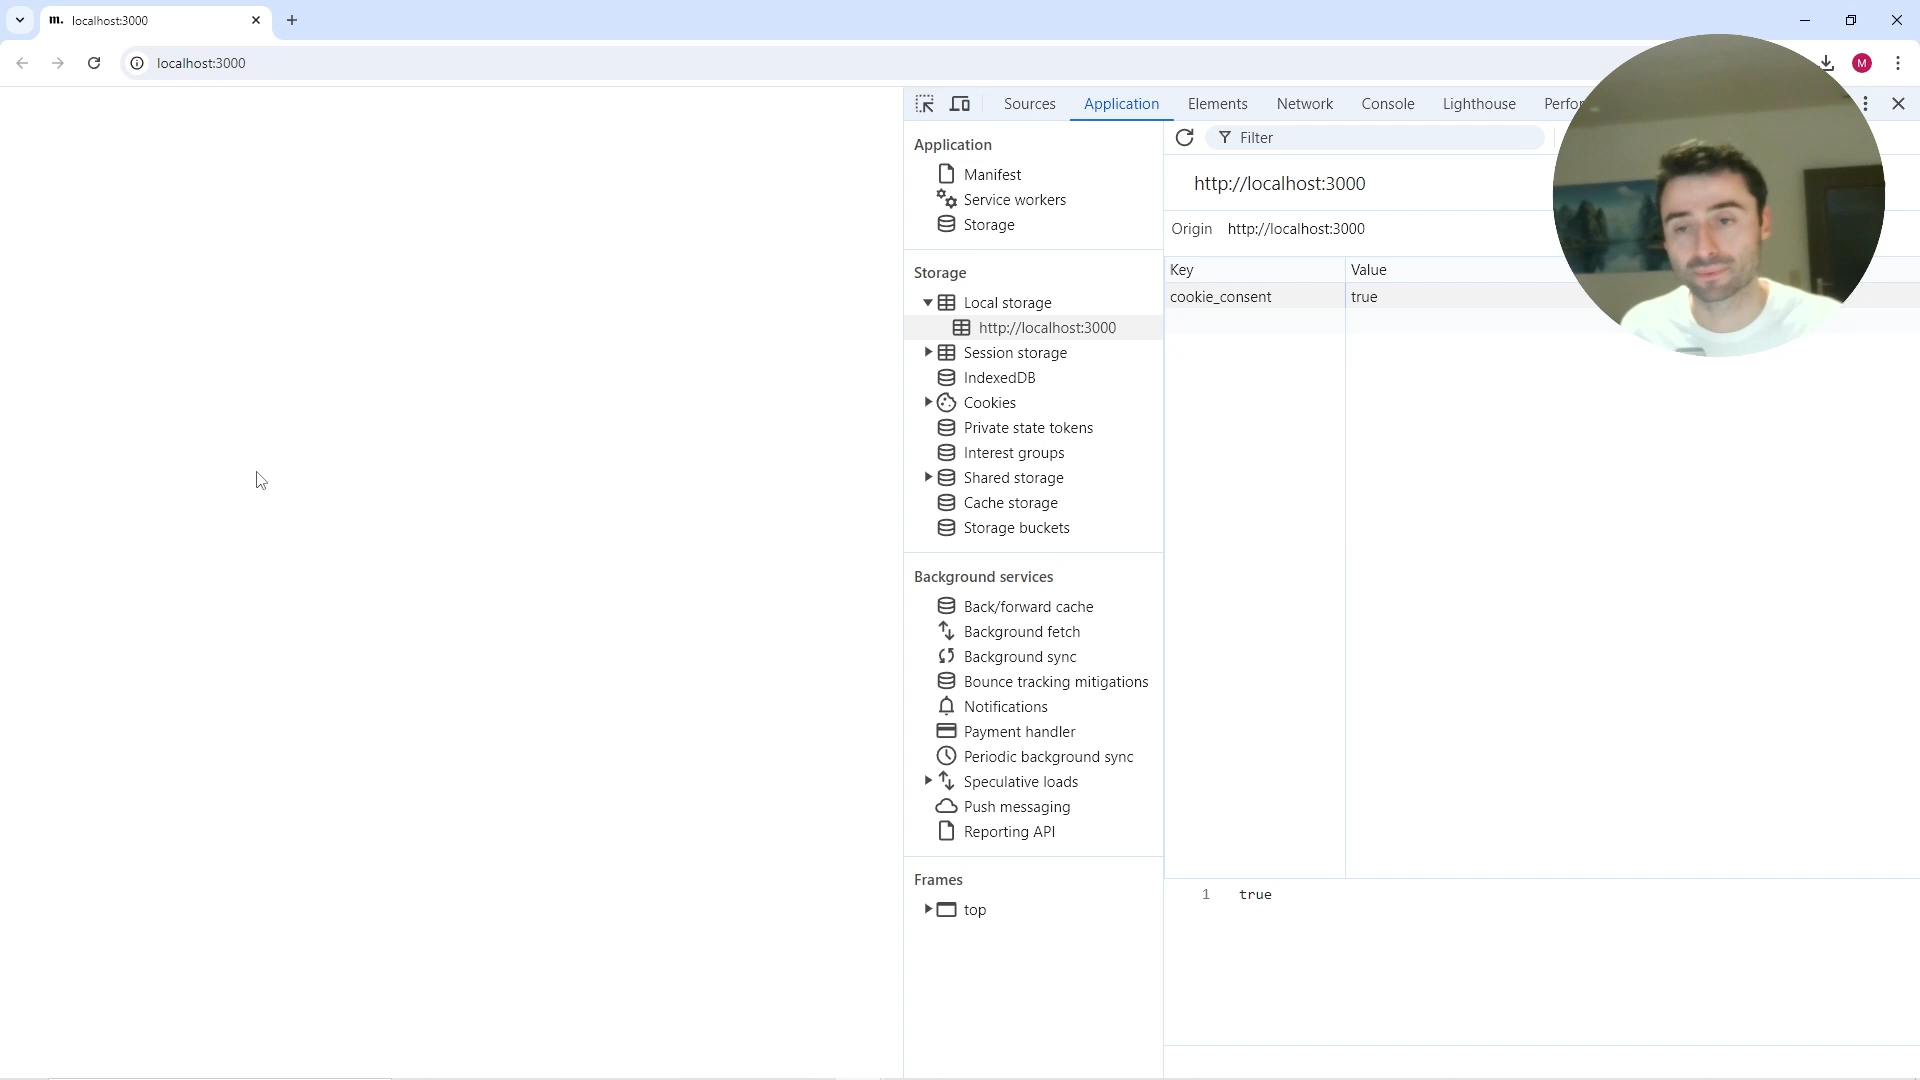 m. localhost:3000
localhost:3000
M
Sources Application Elements Network Console Lighthouse
Application
Manifest
Service workers
Storage
Storage
Local storage
http://localhost:3000
Session storage
IndexedDB
Cookies
Private state tokens
Interest groups
Shared storage
Cache storage
Storage buckets
Background services
Back/forward cache
Background fetch
Background sync
Bounce tracking mitigations
Notifications
Payment handler
Periodic background sync
Speculative loads
Push messaging
Reporting API
Frames
top
Filter
http://localhost:3000
Origin http://localhost:3000
Key Value
cookie_consent true
1 true